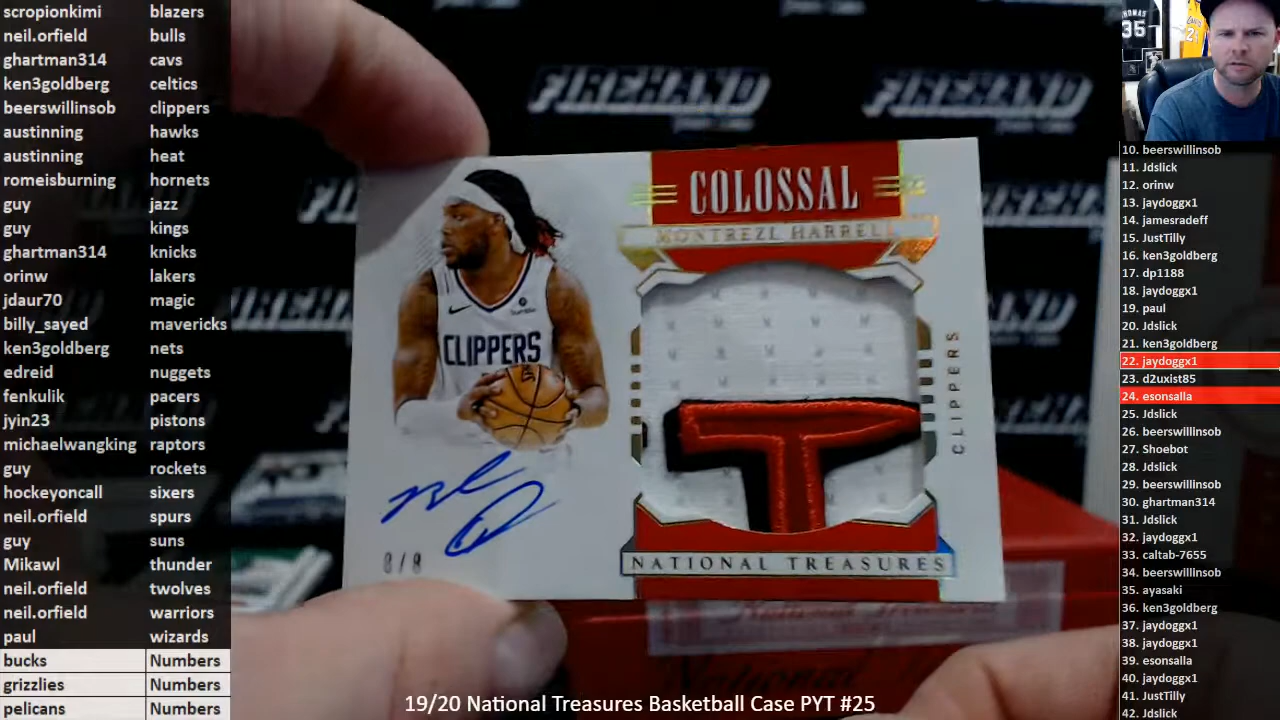 scropionkimi blazers
neil.orfield bulls
ghartman314 cavs
ken3goldberg celtics
beerswillinsob clippers
austinning hawks
austinning heat
romeisburning hornets
guy jazz
guy kings
ghartman314 knicks
orinw lakers
jdaur70 magic
billy_sayed mavericks
ken3goldberg nets
edreid nuggets
fenkulik pacers
jyin23 pistons
michaelwangking raptors
guy rockets
hockeyoncall sixers
neil.orfield spurs
guy suns
Mikawl thunder
neil.orfield twolves
neil.orfield warriors
paul wizards
bucks Numbers
grizzlies Numbers
pelicans Numbers
FIREHAND
FIREHAND
COLOSSAL
MONTREZL HARRELL
CLIPPERS
CLIPPERS
8/8
NATIONAL TREASURES
19/20 National Treasures Basketball Case PYT #25
35
10. beerswillinsob
11. Jdslick
12. orinw
13. jaydoggx1
14. jamesradeff
15. JustTilly
16. ken3goldberg
17. dp1188
18. jaydoggx1
19. paul
20. Jdslick
21. ken3goldberg
22. jaydoggx1
23. d2uxist85
24. esonsalla
25. Jdslick
26. beerswillinsob
27. Shoebot
28. Jdslick
29. beerswillinsob
30. ghartman314
31. Jdslick
32. jaydoggx1
33. caltab-7655
34. beerswillinsob
35. ayasaki
36. ken3goldberg
37. jaydoggx1
38. jaydoggx1
39. esonsalla
40. jaydoggx1
41. JustTilly
42. Jdslick